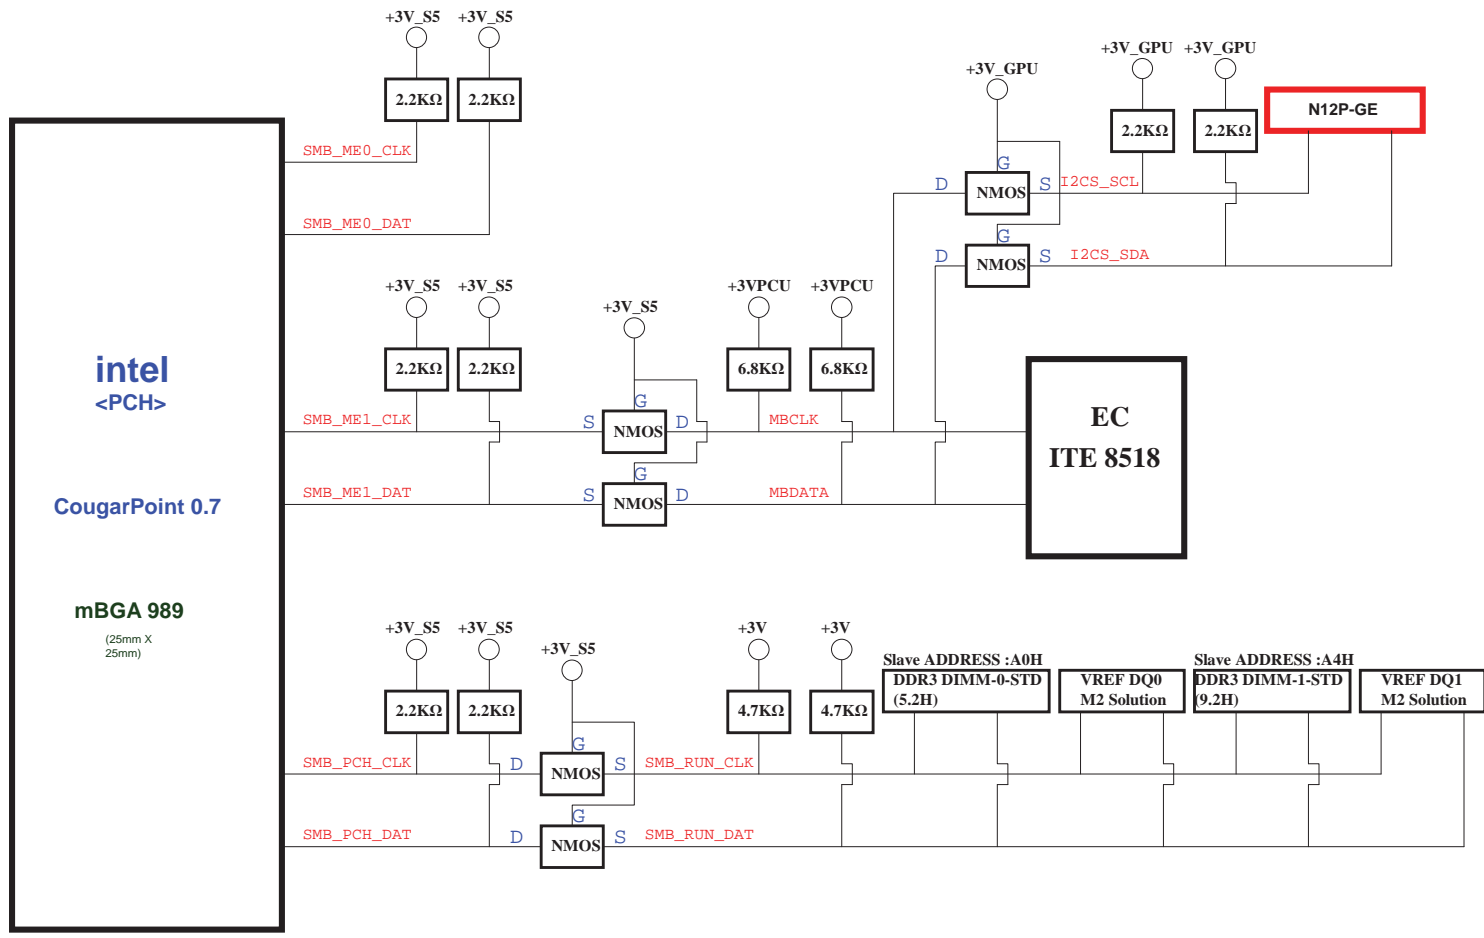 +3V_S5 +3V_S5
2.2KΩ 2.2KΩ
SMB_ME0_CLK
SMB_ME0_DAT
+3V_GPU
+3V_GPU +3V_GPU
2.2KΩ 2.2KΩ
N12P-GE
G
D NMOS S I2CS_SCL
G
D NMOS S I2CS_SDA
+3V_S5 +3V_S5
+3V_S5
+3VPCU +3VPCU
2.2KΩ 2.2KΩ
6.8KΩ 6.8KΩ
G
SMB_ME1_CLK S NMOS D MBCLK
G
SMB_ME1_DAT S NMOS D MBDATA
EC
ITE 8518
intel
<PCH>
CougarPoint 0.7
mBGA 989
(25mm X
25mm)
+3V_S5 +3V_S5
+3V_S5
+3V +3V
2.2KΩ 2.2KΩ
4.7KΩ 4.7KΩ
Slave ADDRESS :A0H
DDR3 DIMM-0-STD
(5.2H)
VREF DQ0
M2 Solution
Slave ADDRESS :A4H
DDR3 DIMM-1-STD
(9.2H)
VREF DQ1
M2 Solution
G
SMB_PCH_CLK D NMOS S SMB_RUN_CLK
G
SMB_PCH_DAT D NMOS S SMB_RUN_DAT